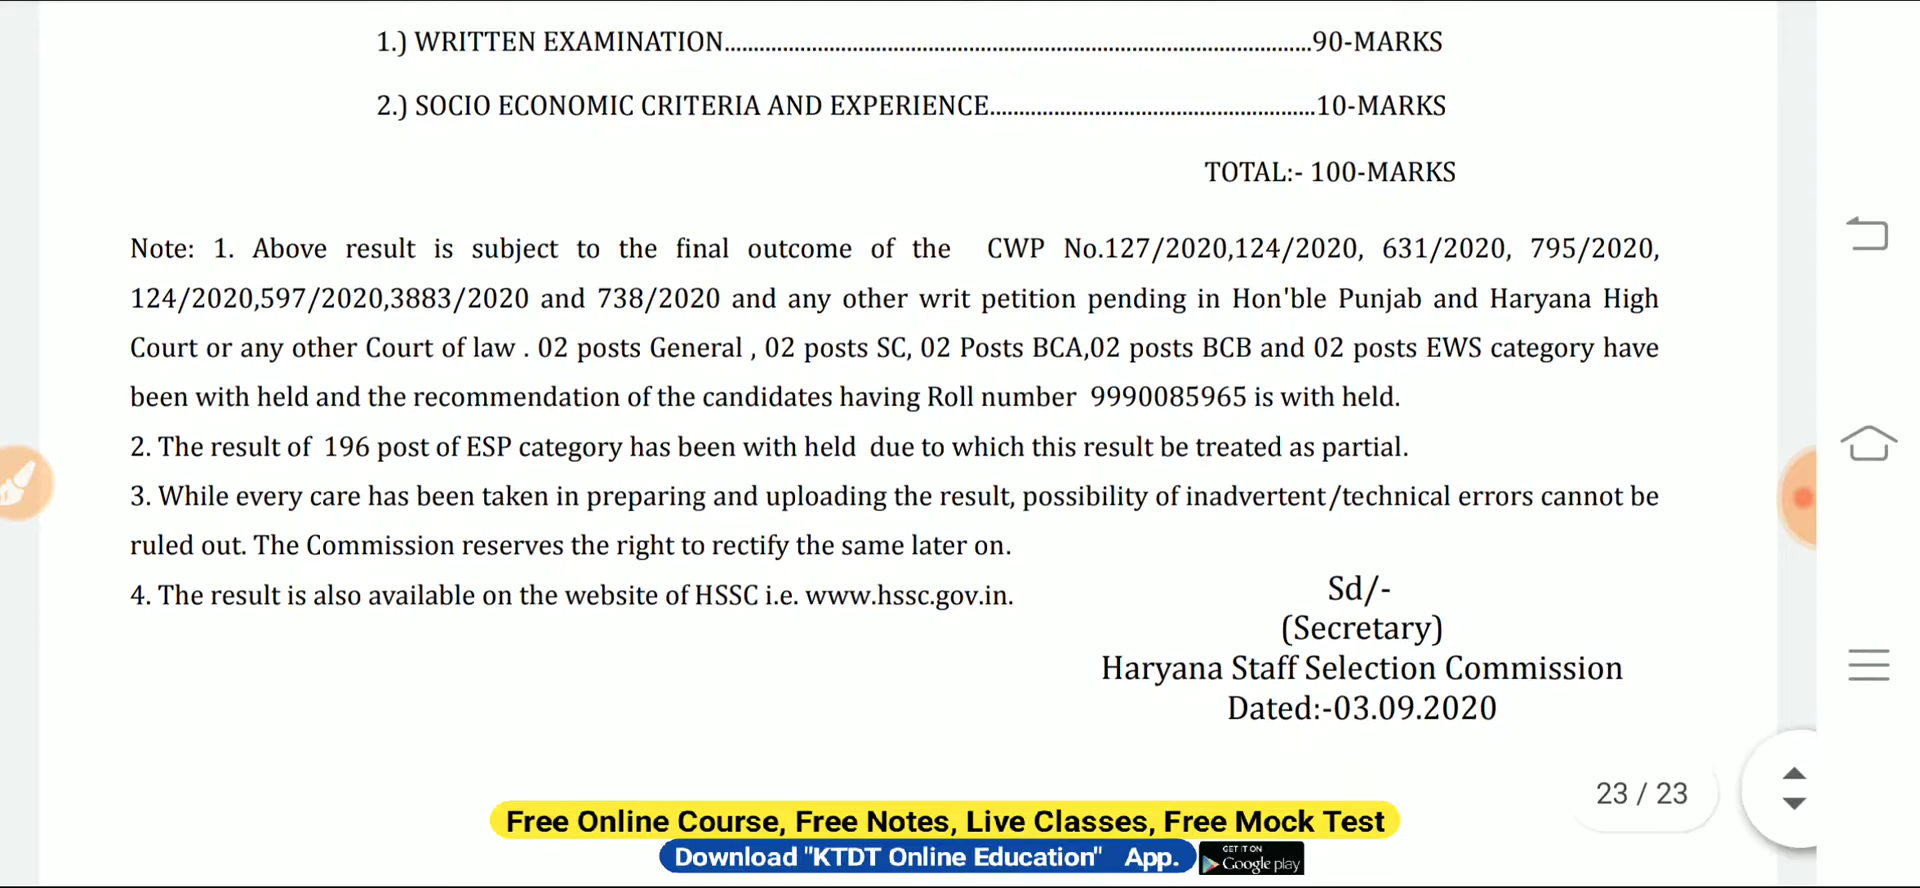 1.) WRITTEN EXAMINATION....................................................................................................90-MARKS
2.) SOCIO ECONOMIC CRITERIA AND EXPERIENCE.......................................................10-MARKS
TOTAL:- 100-MARKS
Note: 1. Above result is subject to the final outcome of the CWP No.127/2020,124/2020, 631/2020, 795/2020,
124/2020,597/2020,3883/2020 and 738/2020 and any other writ petition pending in Hon'ble Punjab and Haryana High
Court or any other Court of law . 02 posts General , 02 posts SC, 02 Posts BCA,02 posts BCB and 02 posts EWS category have
been with held and the recommendation of the candidates having Roll number 9990085965 is with held.
2. The result of 196 post of ESP category has been with held due to which this result be treated as partial.
3. While every care has been taken in preparing and uploading the result, possibility of inadvertent/technical errors cannot be
ruled out. The Commission reserves the right to rectify the same later on.
4. The result is also available on the website of HSSC i.e. www.hssc.gov.in.
Sd/-
(Secretary)
Haryana Staff Selection Commission
Dated:-03.09.2020
23 / 23
Free Online Course, Free Notes, Live Classes, Free Mock Test
Download "KTDT Online Education" App.
GET IT ON
Google play